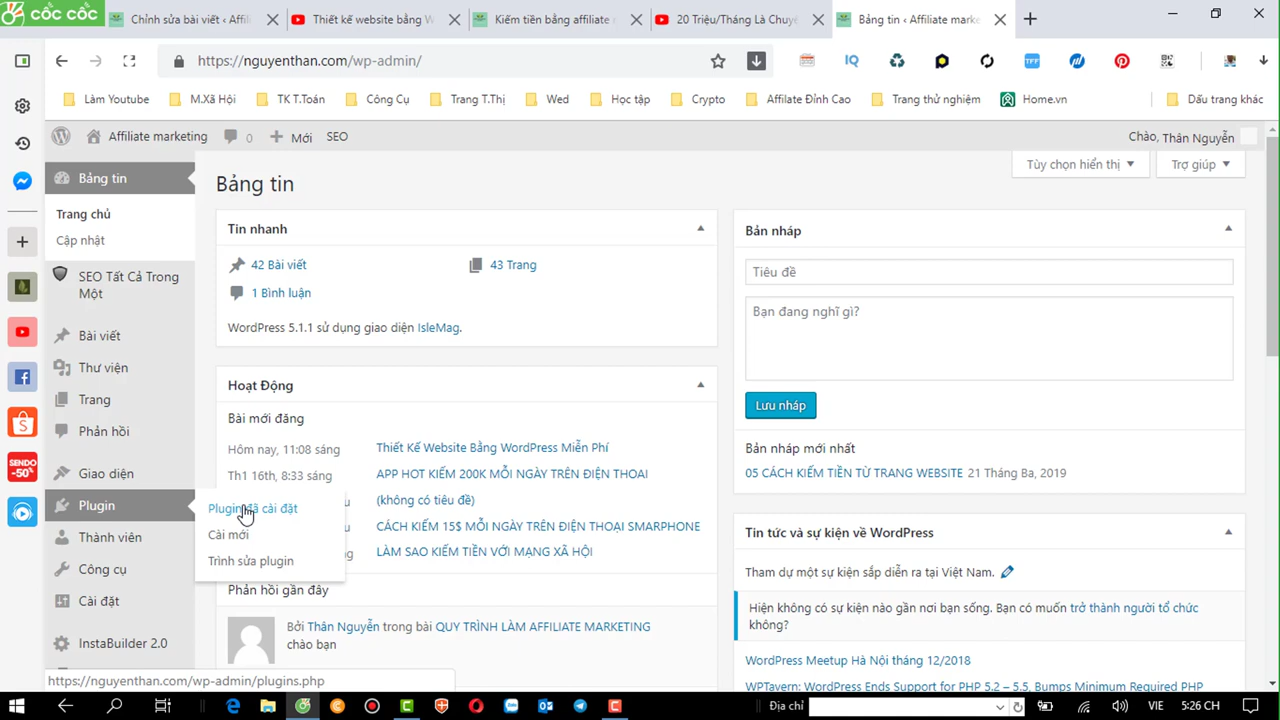 cốc cốc
Chỉnh sửa bài viết ‹ Affil
Thiết kế website bằng W
Kiếm tiền bằng affiliate
20 Triệu/Tháng Là Chuyệ
Bảng tin ‹ Affiliate marke
https://nguyenthan.com/wp-admin/
IQ
TFF
Làm Youtube
M.Xã Hội
TK T.Toán
Công Cụ
Trang T.Thị
Wed
Học tập
Crypto
Affilate Đỉnh Cao
Trang thử nghiệm
Home.vn
Dấu trang khác
Affiliate marketing
0
Mới
SEO
Chào, Thân Nguyễn
Bảng tin
Trang chủ
Cập nhật
SEO Tất Cả Trong
Một
Bài viết
Thư viện
Trang
Phản hồi
Giao diện
Plugin
Thành viên
Công cụ
Cài đặt
InstaBuilder 2.0
SENDO
-50%
Plugin đã cài đặt
Cài mới
Trình sửa plugin
Tùy chọn hiển thị
Trợ giúp
Bảng tin
Tin nhanh
42 Bài viết
43 Trang
1 Bình luận
WordPress 5.1.1 sử dụng giao diện IsleMag.
Hoạt Động
Bài mới đăng
Hôm nay, 11:08 sáng
Thiết Kế Website Bằng WordPress Miễn Phí
Th1 16th, 8:33 sáng
APP HOT KIẾM 200K MỖI NGÀY TRÊN ĐIỆN THOẠI
(không có tiêu đề)
CÁCH KIẾM 15$ MỖI NGÀY TRÊN ĐIỆN THOẠI SMARPHONE
LÀM SAO KIẾM TIỀN VỚI MẠNG XÃ HỘI
Phản hồi gần đây
Bởi Thân Nguyễn trong bài QUY TRÌNH LÀM AFFILIATE MARKETING
chào bạn
Bản nháp
Tiêu đề
Bạn đang nghĩ gì?
Lưu nháp
Bản nháp mới nhất
05 CÁCH KIẾM TIỀN TỪ TRANG WEBSITE 21 Tháng Ba, 2019
Tin tức và sự kiện về WordPress
Tham dự một sự kiện sắp diễn ra tại Việt Nam.
Hiện không có sự kiện nào gần nơi bạn sống. Bạn có muốn trở thành người tổ chức
không?
WordPress Meetup Hà Nội tháng 12/2018
WPTavern: WordPress Ends Support for PHP 5.2 – 5.5, Bumps Minimum Required PHP
https://nguyenthan.com/wp-admin/plugins.php
Địa chỉ
VIE
5:26 CH